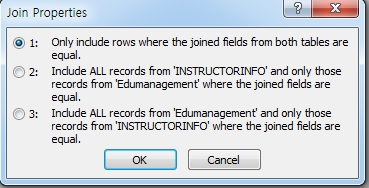 Join Properties
1: Only include rows where the joined fields from both tables are
equal.
2: Include ALL records from 'INSTRUCTORINFO' and only those
records from 'Edumanagement' where the joined fields are
equal.
3: Include ALL records from 'Edumanagement' and only those
records from 'INSTRUCTORINFO' where the joined fields are
equal.
OK Cancel